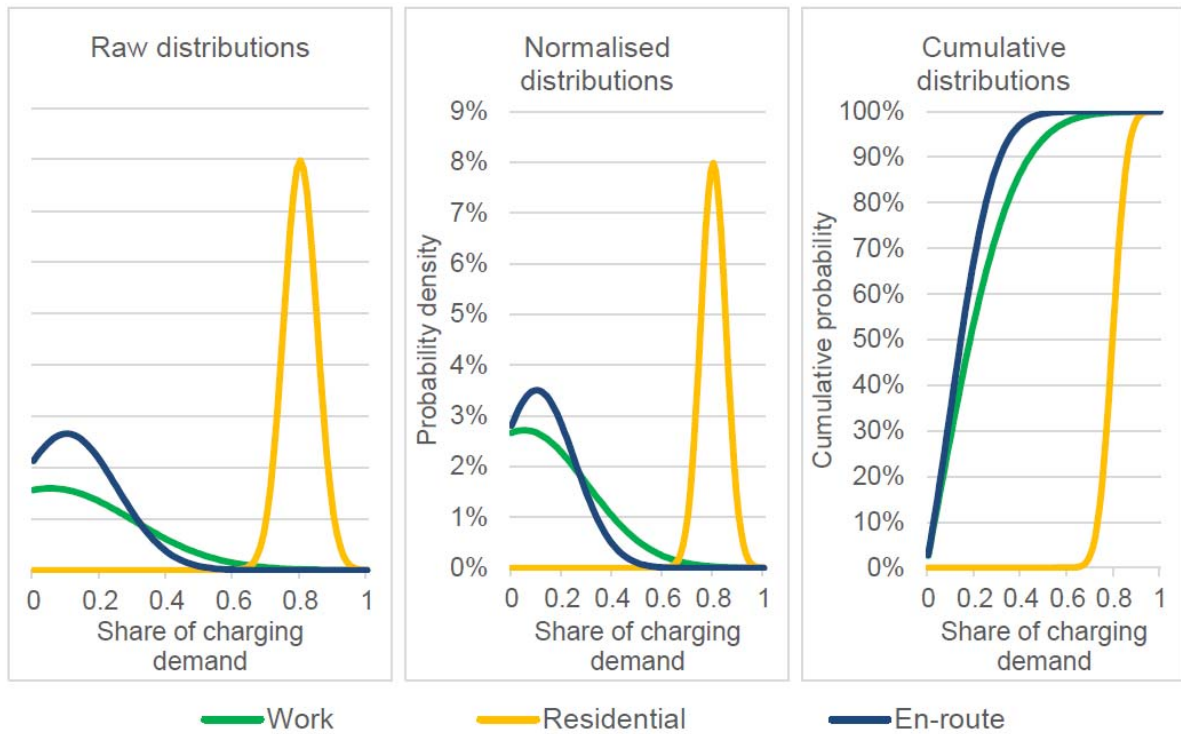 Raw distributions
0 0.2 0.4 0.6 0.8 1
Share of charging
demand
Normalised
distributions
9%
8%
7%
6%
5%
4%
3%
2%
1%
0%
Probability density
0 0.2 0.4 0.6 0.8 1
Share of charging
demand
Cumulative
distributions
100%
90%
80%
70%
60%
50%
40%
30%
20%
10%
0%
Cumulative probability
0 0.2 0.4 0.6 0.8 1
Share of charging
demand
Work Residential En-route